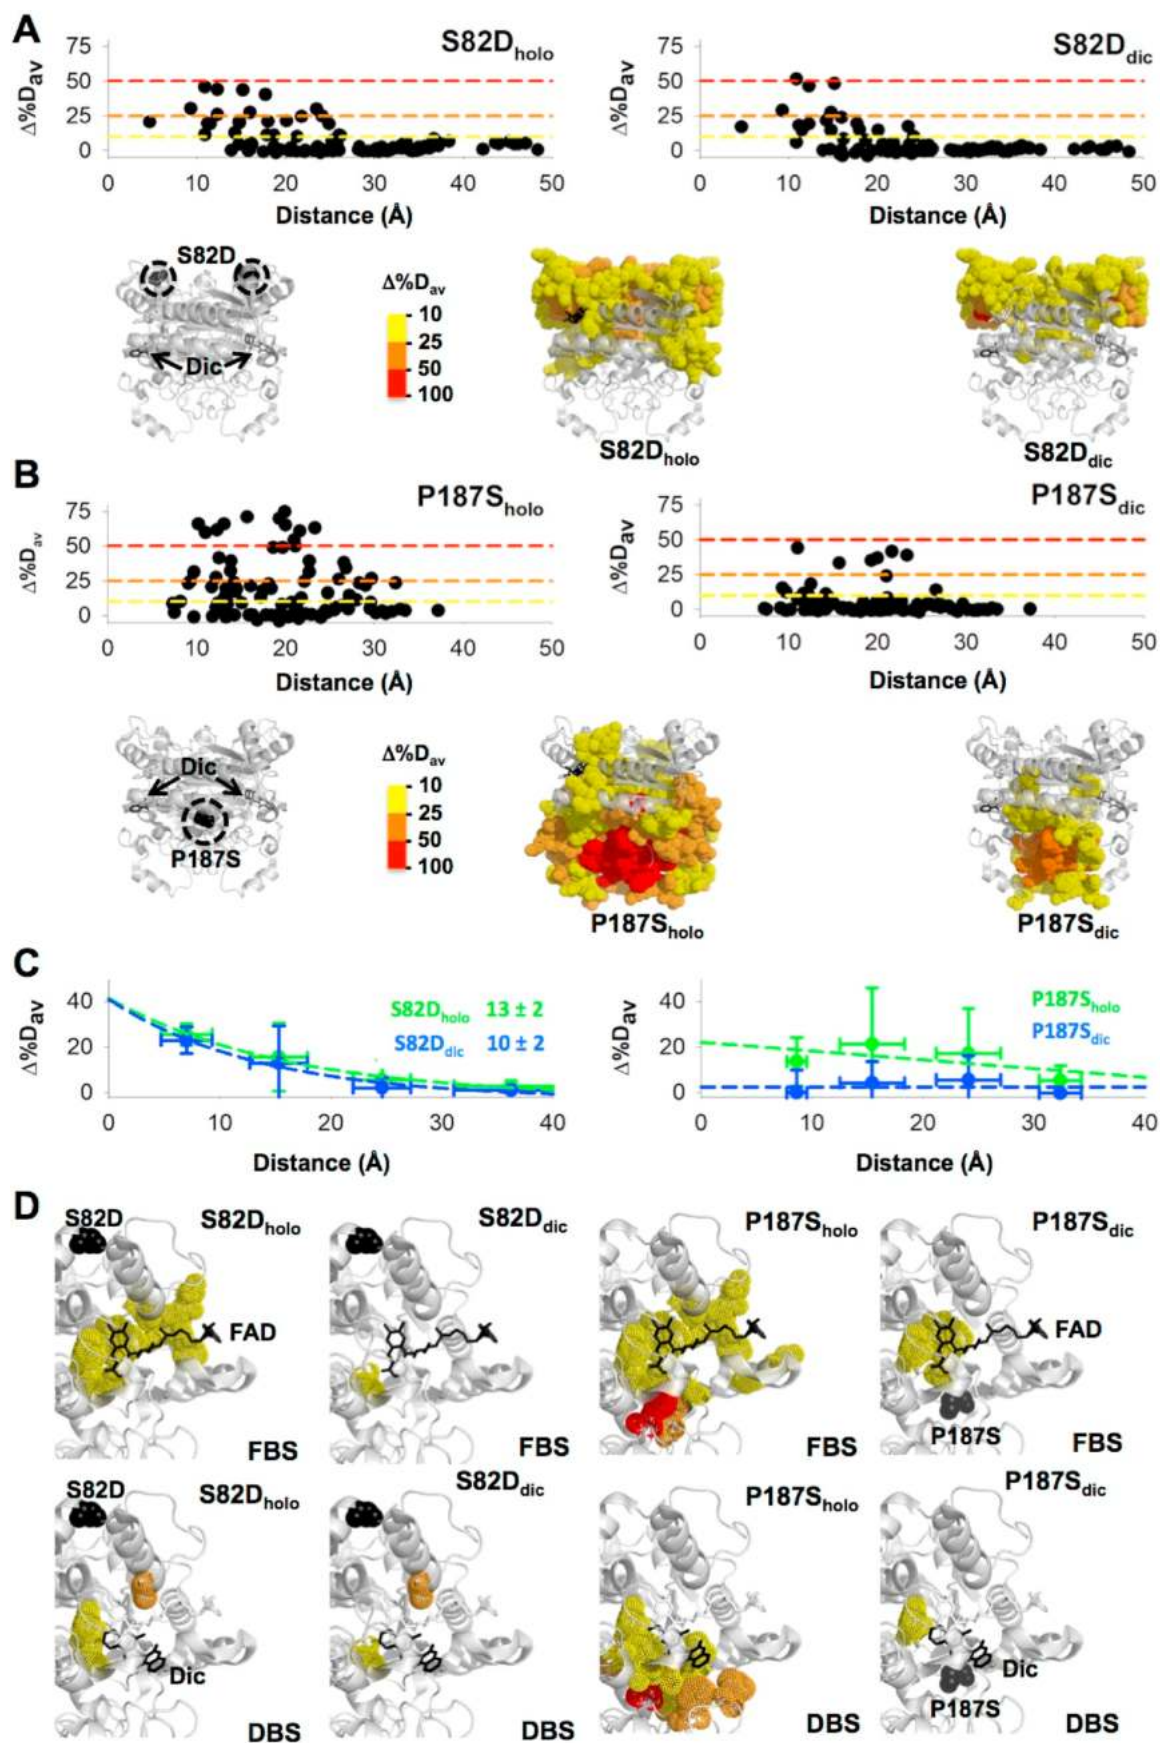 A
S82Dholo
S82Ddic
Δ%Dav
75
50
25
0
0 10 20 30 40 50
Distance (Å)
Δ%Dav
75
50
25
0
0 10 20 30 40 50
Distance (Å)
S82D
Dic
Δ%Dav
10
25
50
100
S82Dholo
S82Ddic
B
P187Sholo
P187Sdic
Δ%Dav
75
50
25
0
0 10 20 30 40 50
Distance (Å)
Δ%Dav
75
50
25
0
0 10 20 30 40 50
Distance (Å)
Dic
P187S
Δ%Dav
10
25
50
100
P187Sholo
P187Sdic
C
Δ%Dav
40
20
0
S82Dholo 13 ± 2
S82Ddic 10 ± 2
0 10 20 30 40
Distance (Å)
Δ%Dav
40
20
0
P187Sholo
P187Sdic
0 10 20 30 40
Distance (Å)
D
S82D
S82Dholo
FAD
FBS
S82Ddic
FBS
P187Sholo
FBS
P187Sdic
FAD
P187S
FBS
S82D
S82Dholo
Dic
DBS
S82Ddic
DBS
P187Sholo
DBS
P187Sdic
Dic
P187S
DBS